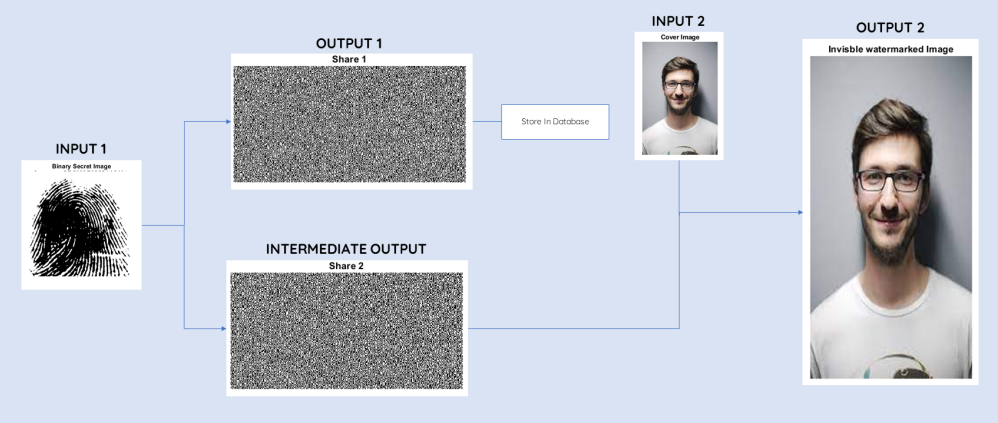 INPUT 1
Binary Secret Image
OUTPUT 1
Share 1
Store In Database
INTERMEDIATE OUTPUT
Share 2
INPUT 2
Cover Image
OUTPUT 2
Invisble watermarked Image